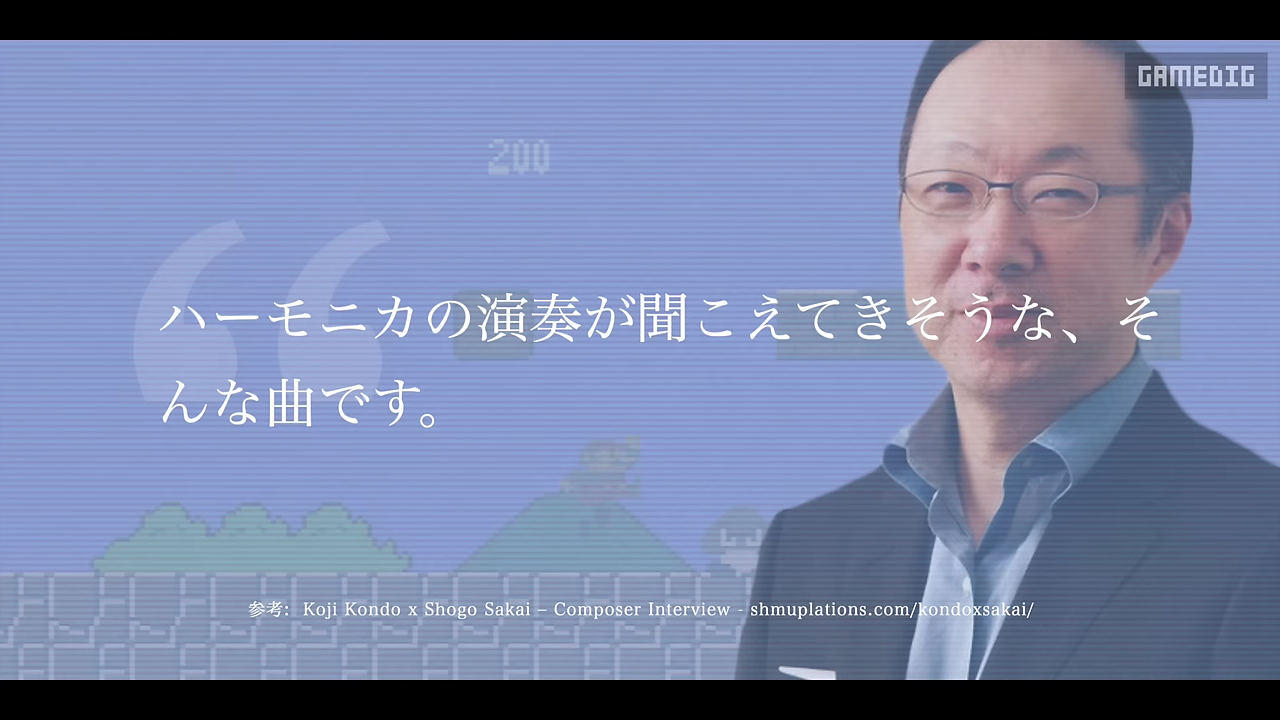 GAMEDIG
200
ハーモニカの演奏が聞こえてきそうな、そ
んな曲です。
参考: Koji Kondo x Shogo Sakai – Composer Interview - shmuplations.com/kondoxsakai/